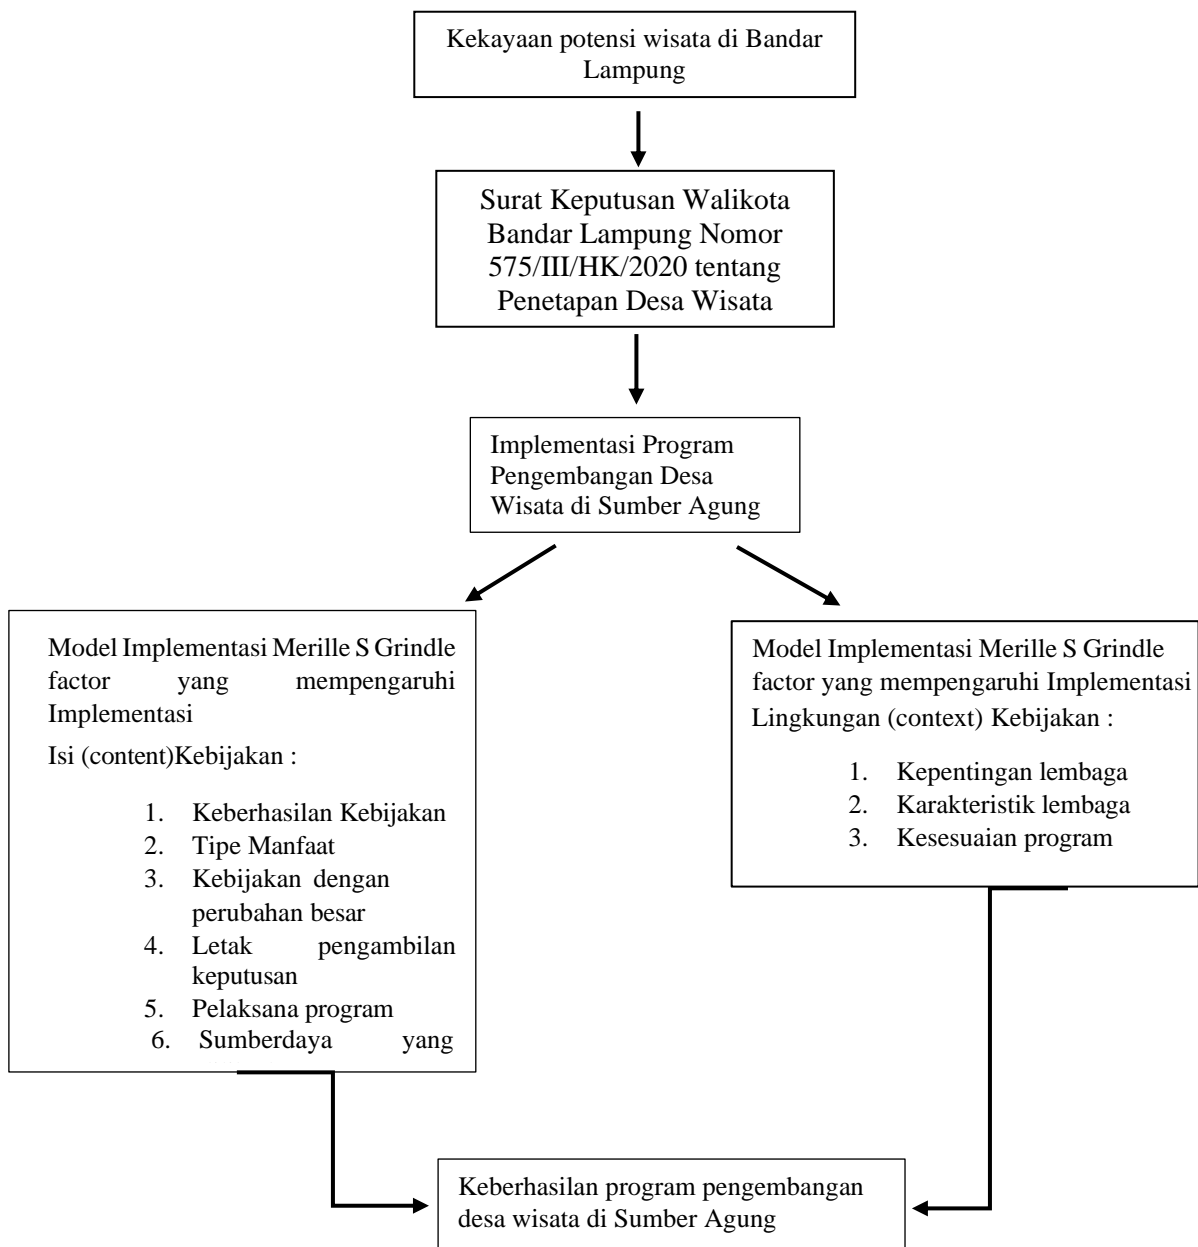 Kekayaan potensi wisata di Bandar
Lampung
Surat Keputusan Walikota
Bandar Lampung Nomor
575/III/HK/2020 tentang
Penetapan Desa Wisata
Implementasi Program
Pengembangan Desa
Wisata di Sumber Agung
Model Implementasi Merille S Grindle
factor yang mempengaruhi
Implementasi
Isi (content)Kebijakan :
1. Keberhasilan Kebijakan
2. Tipe Manfaat
3. Kebijakan dengan
perubahan besar
4. Letak pengambilan
keputusan
5. Pelaksana program
6. Sumberdaya yang
Model Implementasi Merille S Grindle
factor yang mempengaruhi Implementasi
Lingkungan (context) Kebijakan :
1. Kepentingan lembaga
2. Karakteristik lembaga
3. Kesesuaian program
Keberhasilan program pengembangan
desa wisata di Sumber Agung